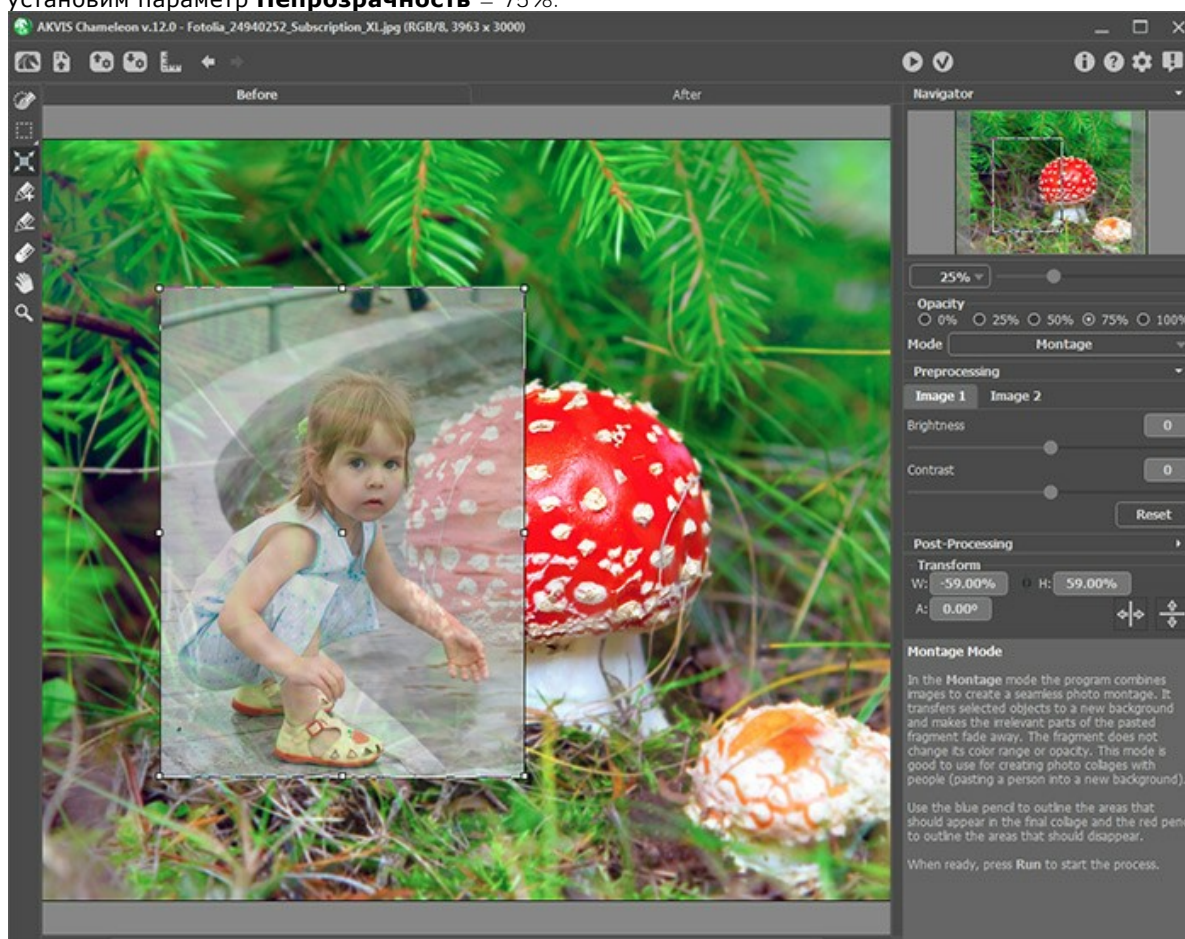 установим параметр Непрозрачность = 75%.
AKVIS Chameleon v.12.0 - Fotolia_24940252_Subscription_XL.jpg (RGB/8, 3963 x 3000)
Before
After
Navigator
25%
Opacity
0% 25% 50% 75% 100%
Mode Montage
Preprocessing
Image 1 Image 2
Brightness 0
Contrast 0
Reset
Post-Processing
Transform
W: -59.00% H: 59.00%
A: 0.00º
Montage Mode
In the Montage mode the program combines
images to create a seamless photo montage. It
transfers selected objects to a new background
and makes the irrelevant parts of the pasted
fragment fade away. The fragment does not
change its color range or opacity. This mode is
good to use for creating photo collages with
people (pasting a person into a new background).
Use the blue pencil to outline the areas that
should appear in the final collage and the red penc
to outline the areas that should disappear.
When ready, press Run to start the process.